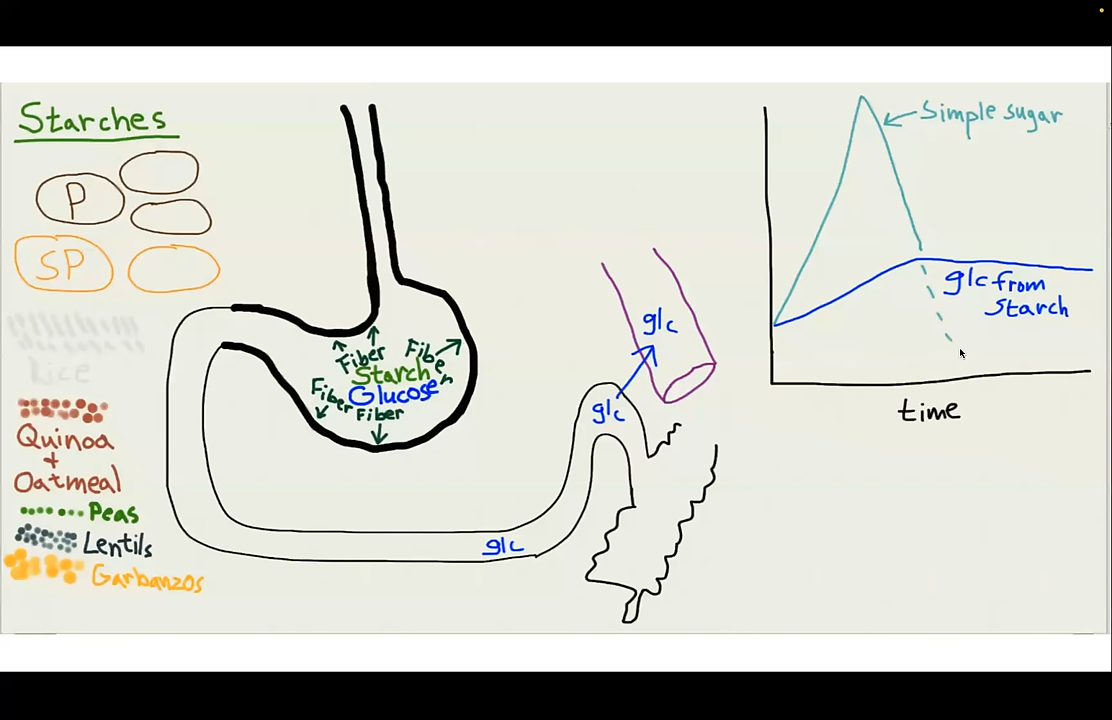 Starches
P
SP
Rice
Quinoa
+
Oatmeal
Peas
Lentils
Garbanzos
Fiber
Fiber
Starch
Glucose
Fiber
Fiber
glc
glc
glc
Simple sugar
glc from
Starch
time